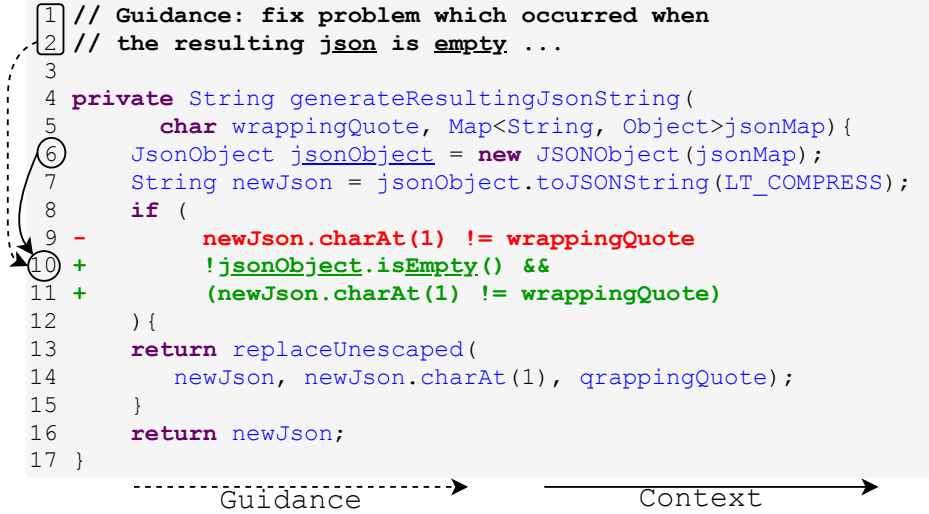 1 // Guidance: fix problem which occurred when
2 // the resulting json is empty ...
3
4 private String generateResultingJsonString(
5 char wrappingQuote, Map<String, Object>jsonMap){
6 JsonObject jsonObject = new JSONObject(jsonMap);
7 String newJson = jsonObject.toJSONString(LT_COMPRESS);
8 if (
9 - newJson.charAt(1) != wrappingQuote
10 + !jsonObject.isEmpty() &&
11 + (newJson.charAt(1) != wrappingQuote)
12 ){
13 return replaceUnescaped(
14 newJson, newJson.charAt(1), qrappingQuote);
15 }
16 return newJson;
17 }
Guidance Context